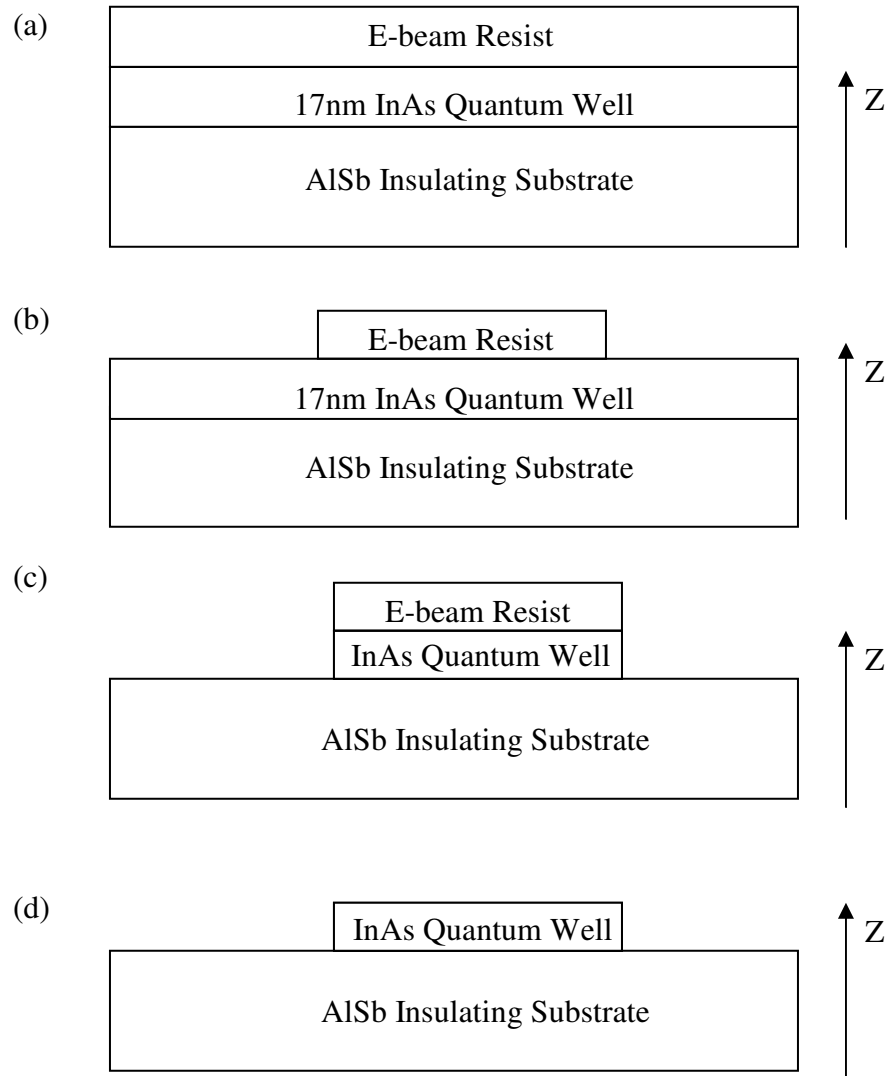 (a)
E-beam Resist
17nm InAs Quantum Well
AlSb Insulating Substrate
Z
(b)
E-beam Resist
17nm InAs Quantum Well
AlSb Insulating Substrate
Z
(c)
E-beam Resist
InAs Quantum Well
AlSb Insulating Substrate
Z
(d)
InAs Quantum Well
AlSb Insulating Substrate
Z